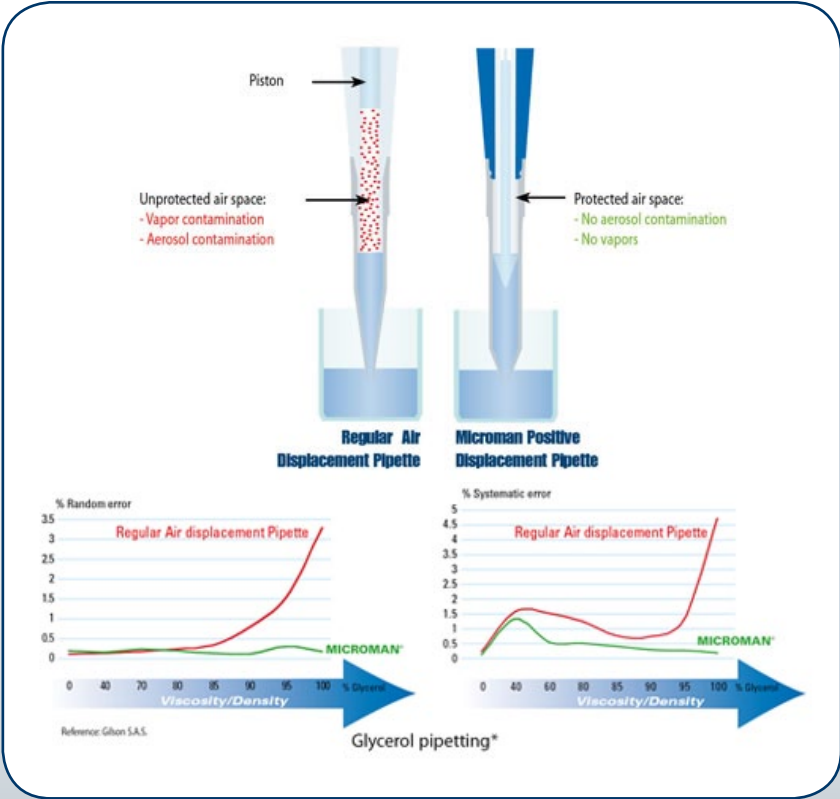 Piston
Unprotected air space:
- Vapor contamination
- Aerosol contamination
Protected air space:
- No aerosol contamination
- No vapors
Regular Air
Displacement Pipette
Microman Positive
Displacement Pipette
% Random error
3.5
3
2.5
2
1.5
1
0.5
0
Regular Air displacement Pipette
MICROMAN®
0 40 70 80 85 90 95 100 % Glycerol
Viscosity/Density
% Systematic error
5
4.5
4
3.5
3
2.5
2
1.5
1
0.5
0
Regular Air displacement Pipette
MICROMAN®
0 40 60 80 85 90 95 100 % Glycerol
Viscosity/Density
Reference: Gilson S.A.S.
Glycerol pipetting*